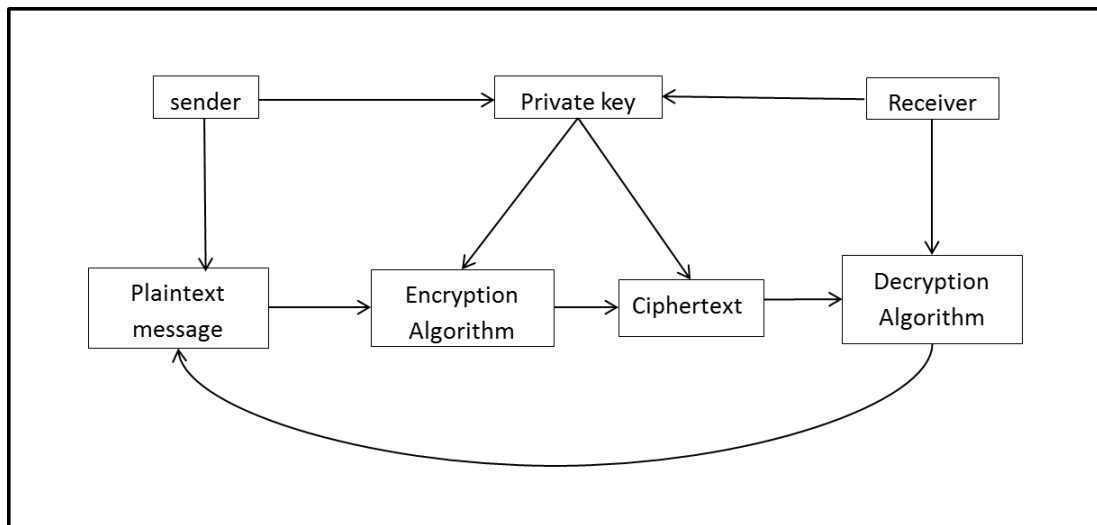 sender
Private key
Receiver
Plaintext
message
Encryption
Algorithm
Ciphertext
Decryption
Algorithm